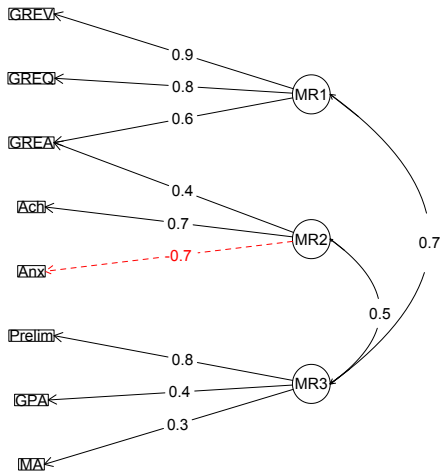 GREV
0.9
GREQ
0.8
MR1
0.6
GREA
0.4
Ach
0.7
MR2
0.7
-0.7
Anx
0.5
Prelim
0.8
MR3
GPA
0.4
0.3
MA